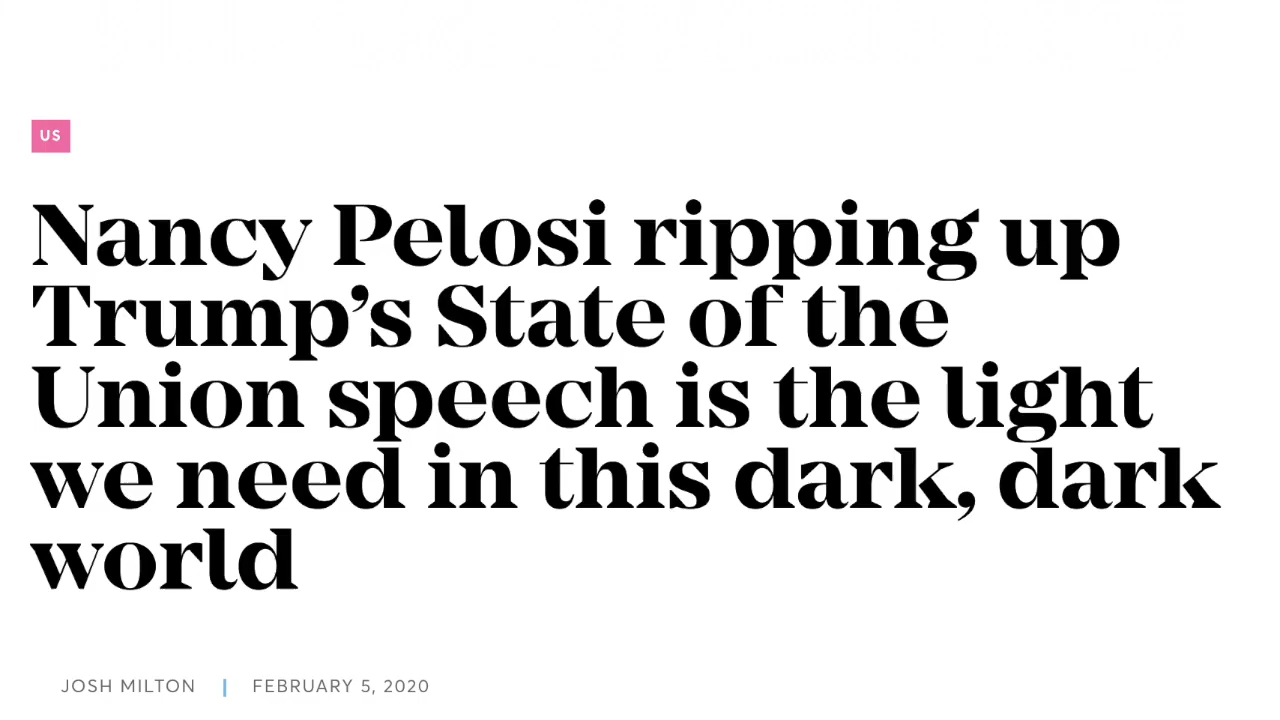 US
Nancy Pelosi ripping up
Trump’s State of the
Union speech is the light
we need in this dark, dark
world
JOSH MILTON | FEBRUARY 5, 2020